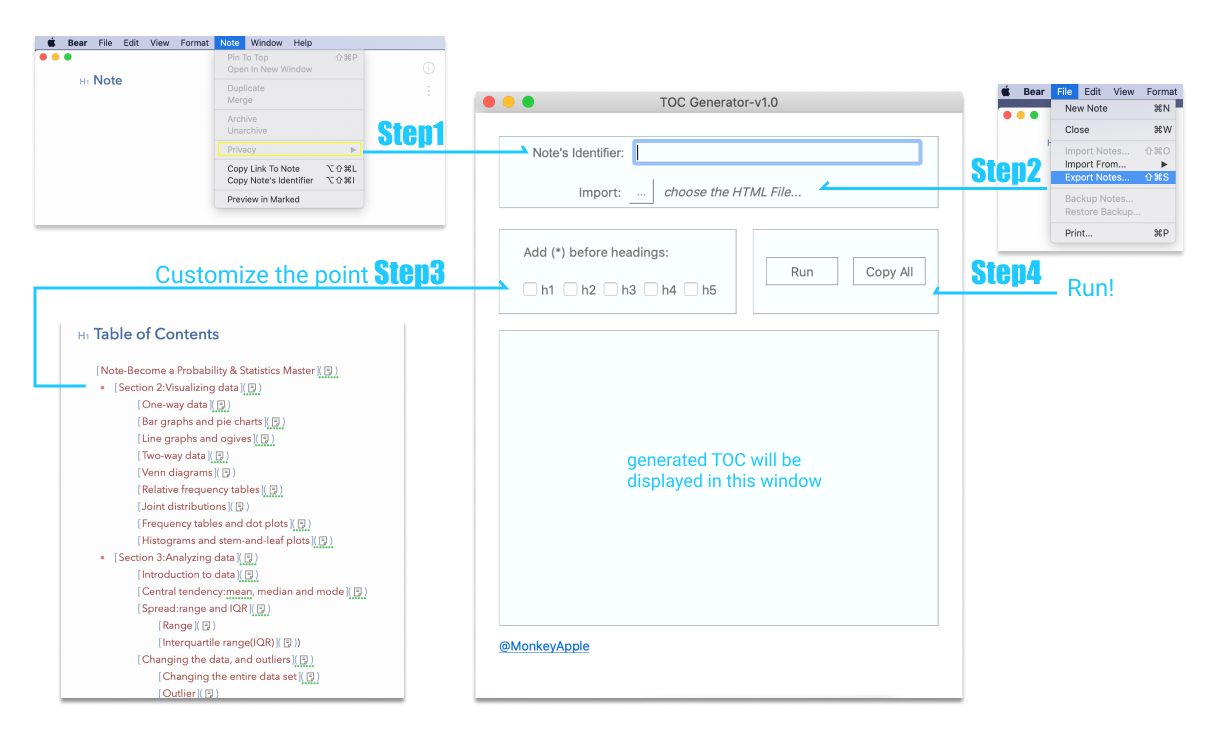 Bear File Edit View Format Note Window Help
H1 Note
Pin To Top ⇧⌘P
Open In New Window
Duplicate
Merge
Archive
Unarchive
Privacy
Copy Link To Note ⌥⇧⌘L
Copy Note's Identifier ⌥⇧⌘I
Preview in Marked
Step1
TOC Generator-v1.0
Note's Identifier:
Import: ... choose the HTML File...
Bear File Edit View Format
New Note ⌘N
Close ⌘W
Import Notes... ⇧⌘O
Import From...
Export Notes... ⇧⌘S
Backup Notes...
Restore Backup...
Print... ⌘P
H
Step2
Customize the point Step3
Add (*) before headings:
h1 h2 h3 h4 h5
Run Copy All
Step4
Run!
H1 Table of Contents
[Note-Become a Probability & Statistics Master]( )
• [Section 2:Visualizing data]( )
[One-way data]( )
[Bar graphs and pie charts]( )
[Line graphs and ogives]( )
[Two-way data]( )
[Venn diagrams]( )
[Relative frequency tables]( )
[Joint distributions]( )
[Frequency tables and dot plots]( )
[Histograms and stem-and-leaf plots]( )
• [Section 3:Analyzing data]( )
[Introduction to data]( )
[Central tendency:mean, median and mode]( )
[Spread:range and IQR]( )
[Range]( )
[Interquartile range(IQR)]( ))
[Changing the data, and outliers]( )
[Changing the entire data set]( )
[Outlier]( )
generated TOC will be
displayed in this window
@MonkeyApple